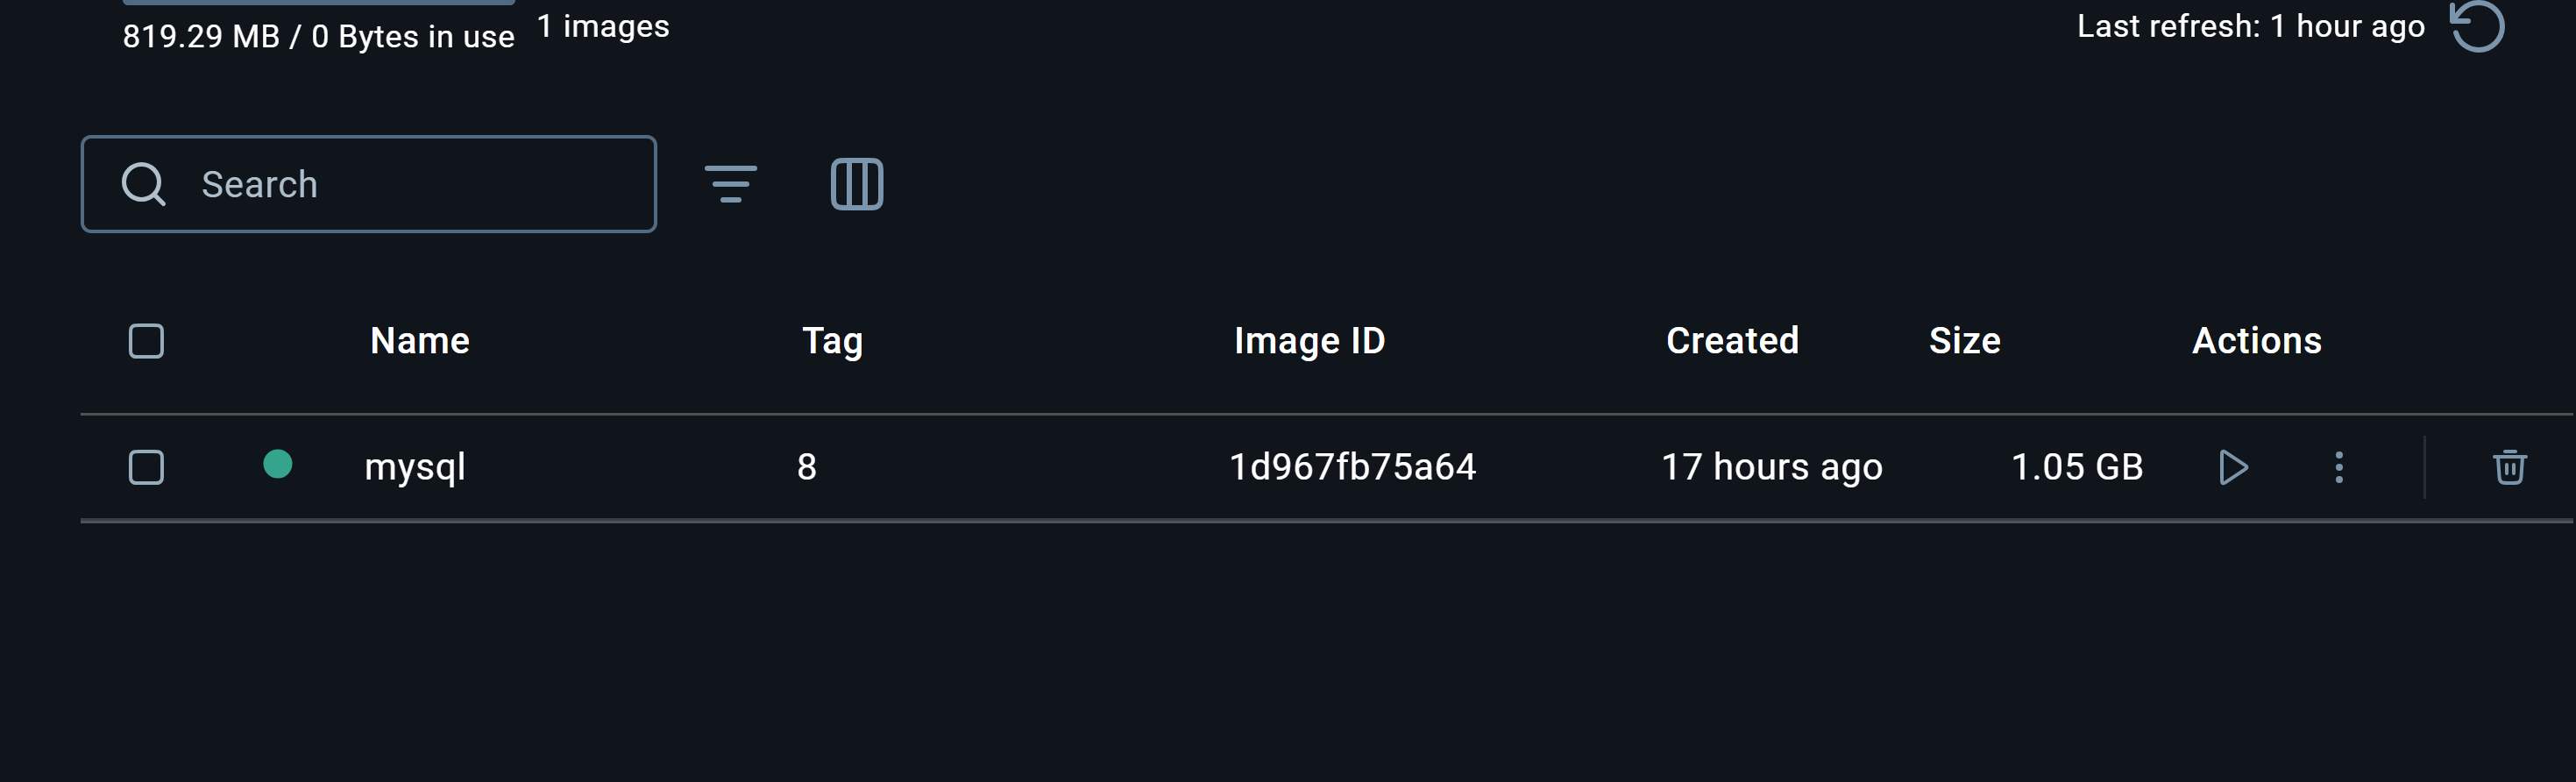 819.29 MB / 0 Bytes in use 1 images Last refresh: 1 hour ago
Search
Name Tag Image ID Created Size Actions
mysql 8 1d967fb75a64 17 hours ago 1.05 GB